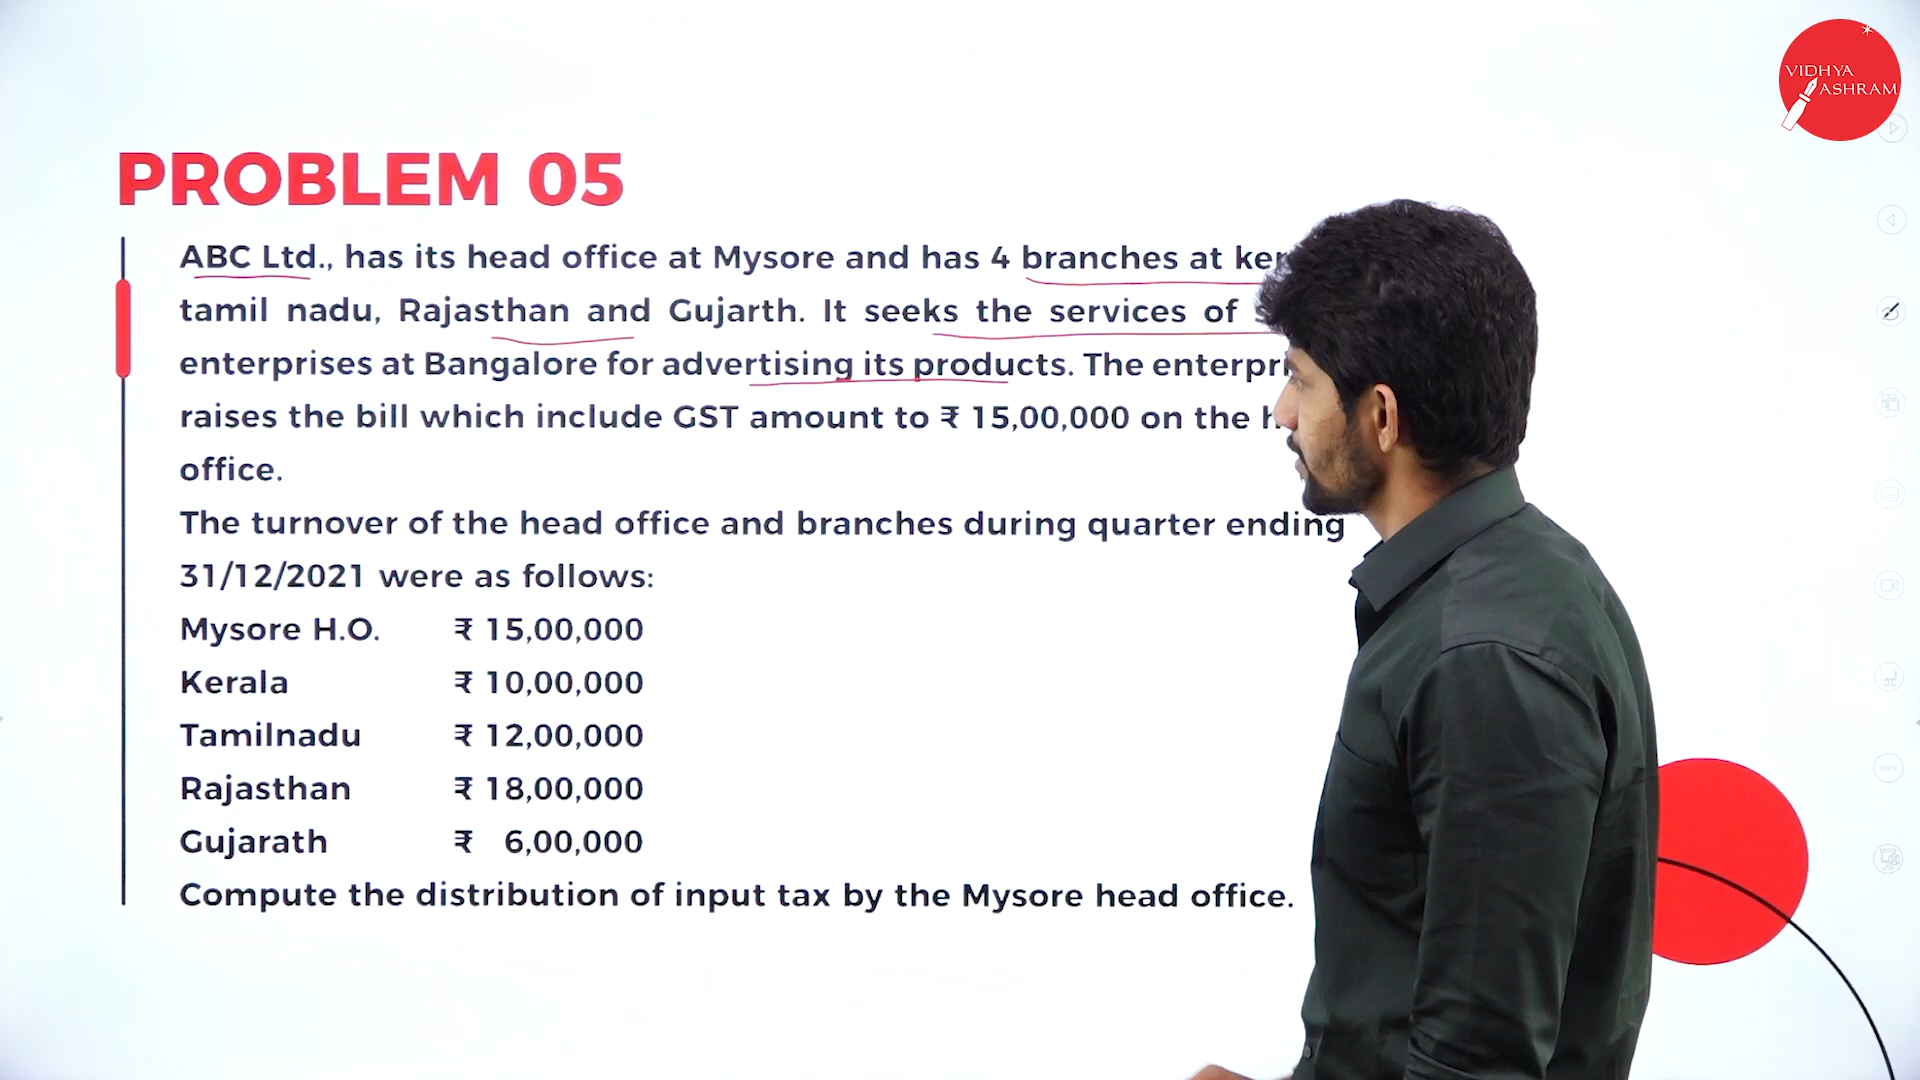 VIDHYA
ASHRAM
PROBLEM 05
ABC Ltd., has its head office at Mysore and has 4 branches at
tamil nadu, Rajasthan and Gujarth. It seeks the services of
enterprises at Bangalore for advertising its products. The
raises the bill which include GST amount to ₹ 15,00,000 on the
office.
The turnover of the head office and branches during quarter ending
31/12/2021 were as follows:
Mysore H.O. ₹ 15,00,000
Kerala ₹ 10,00,000
Tamilnadu ₹ 12,00,000
Rajasthan ₹ 18,00,000
Gujarath ₹ 6,00,000
Compute the distribution of input tax by the Mysore head office.